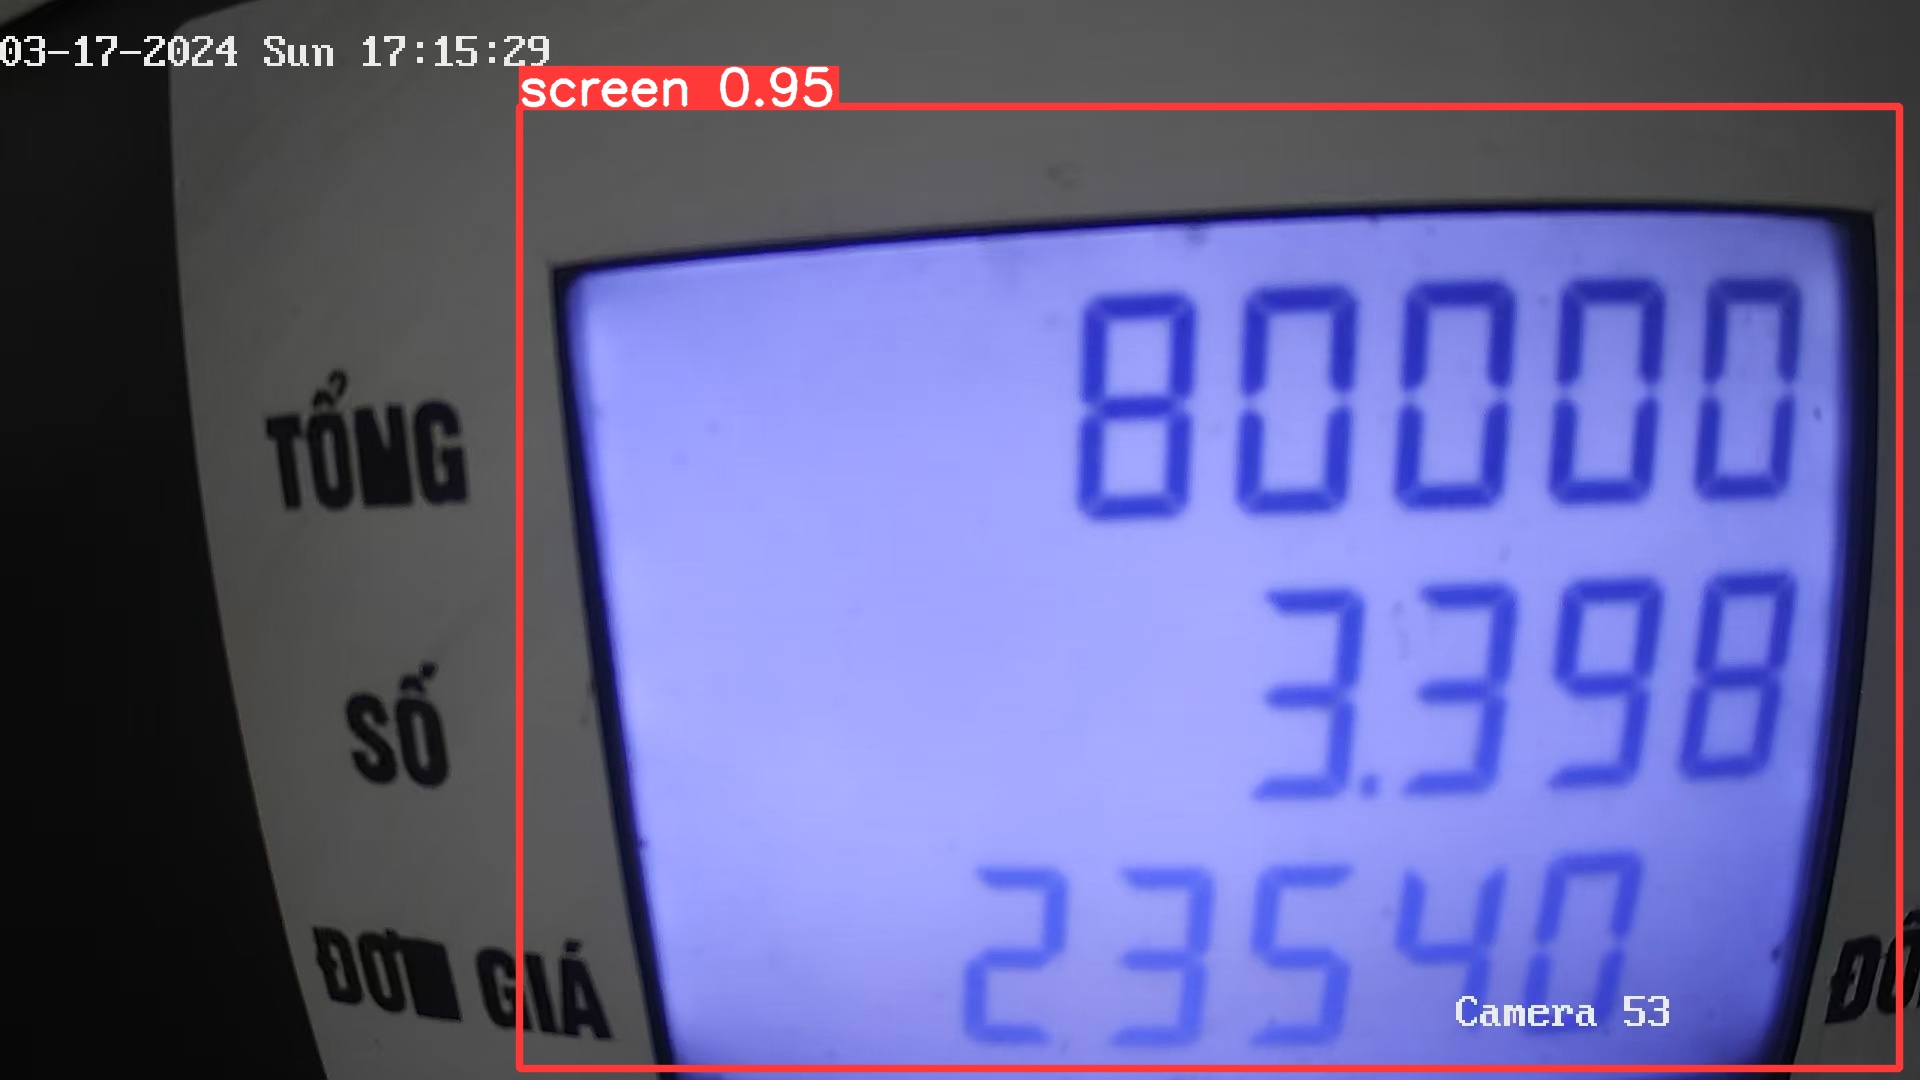 03-17-2024 Sun 17:15:29
screen 0.95
TỔNG 80000
SỐ 3.398
ĐƠN GIÁ 23540
Camera 53